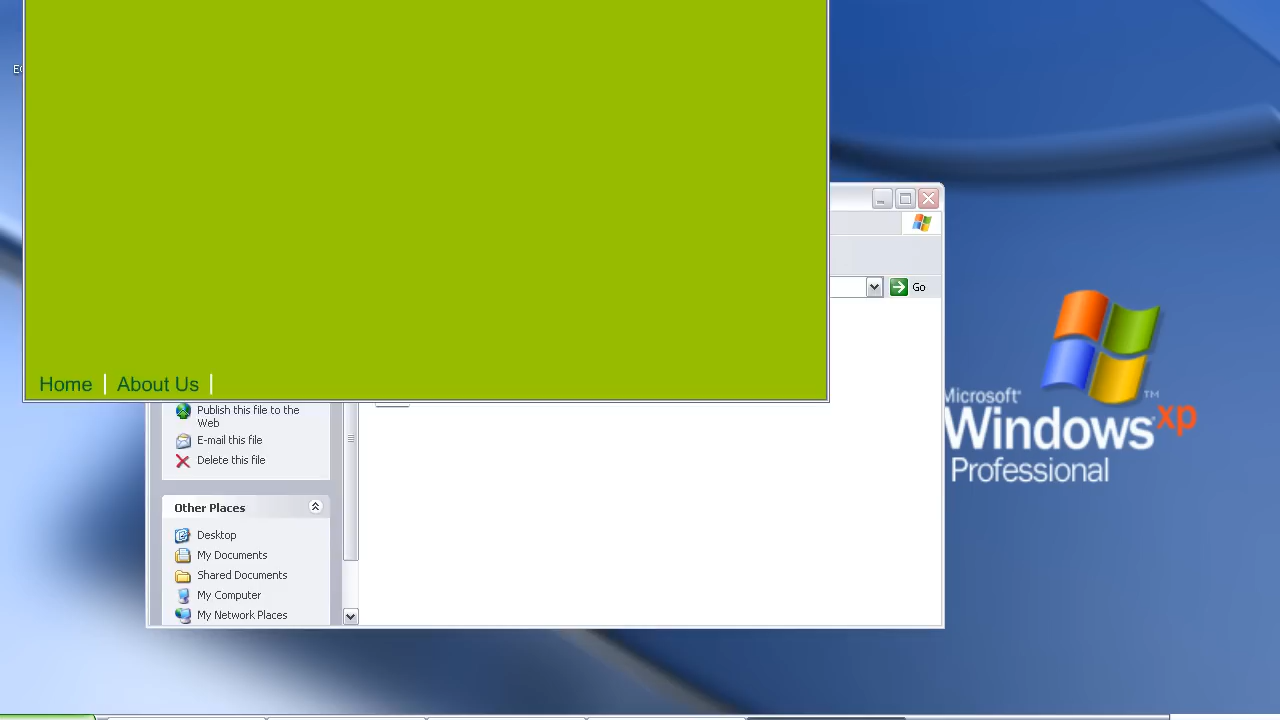 Home | About Us |
Go
Publish this file to the
Web
E-mail this file
Delete this file
Other Places
Desktop
My Documents
Shared Documents
My Computer
My Network Places
Microsoft®
Windows xp
TM
Professional